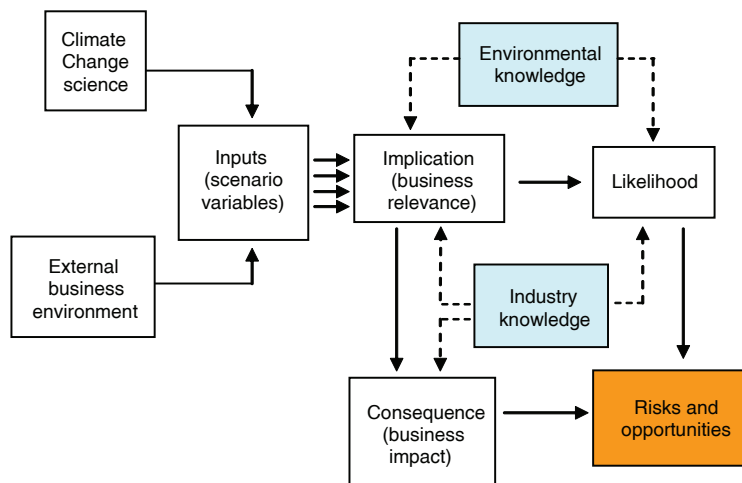 Climate
Change
science
Environmental
knowledge
Inputs
(scenario
variables)
Implication
(business
relevance)
Likelihood
External
business
environment
Industry
knowledge
Consequence
(business
impact)
Risks and
opportunities